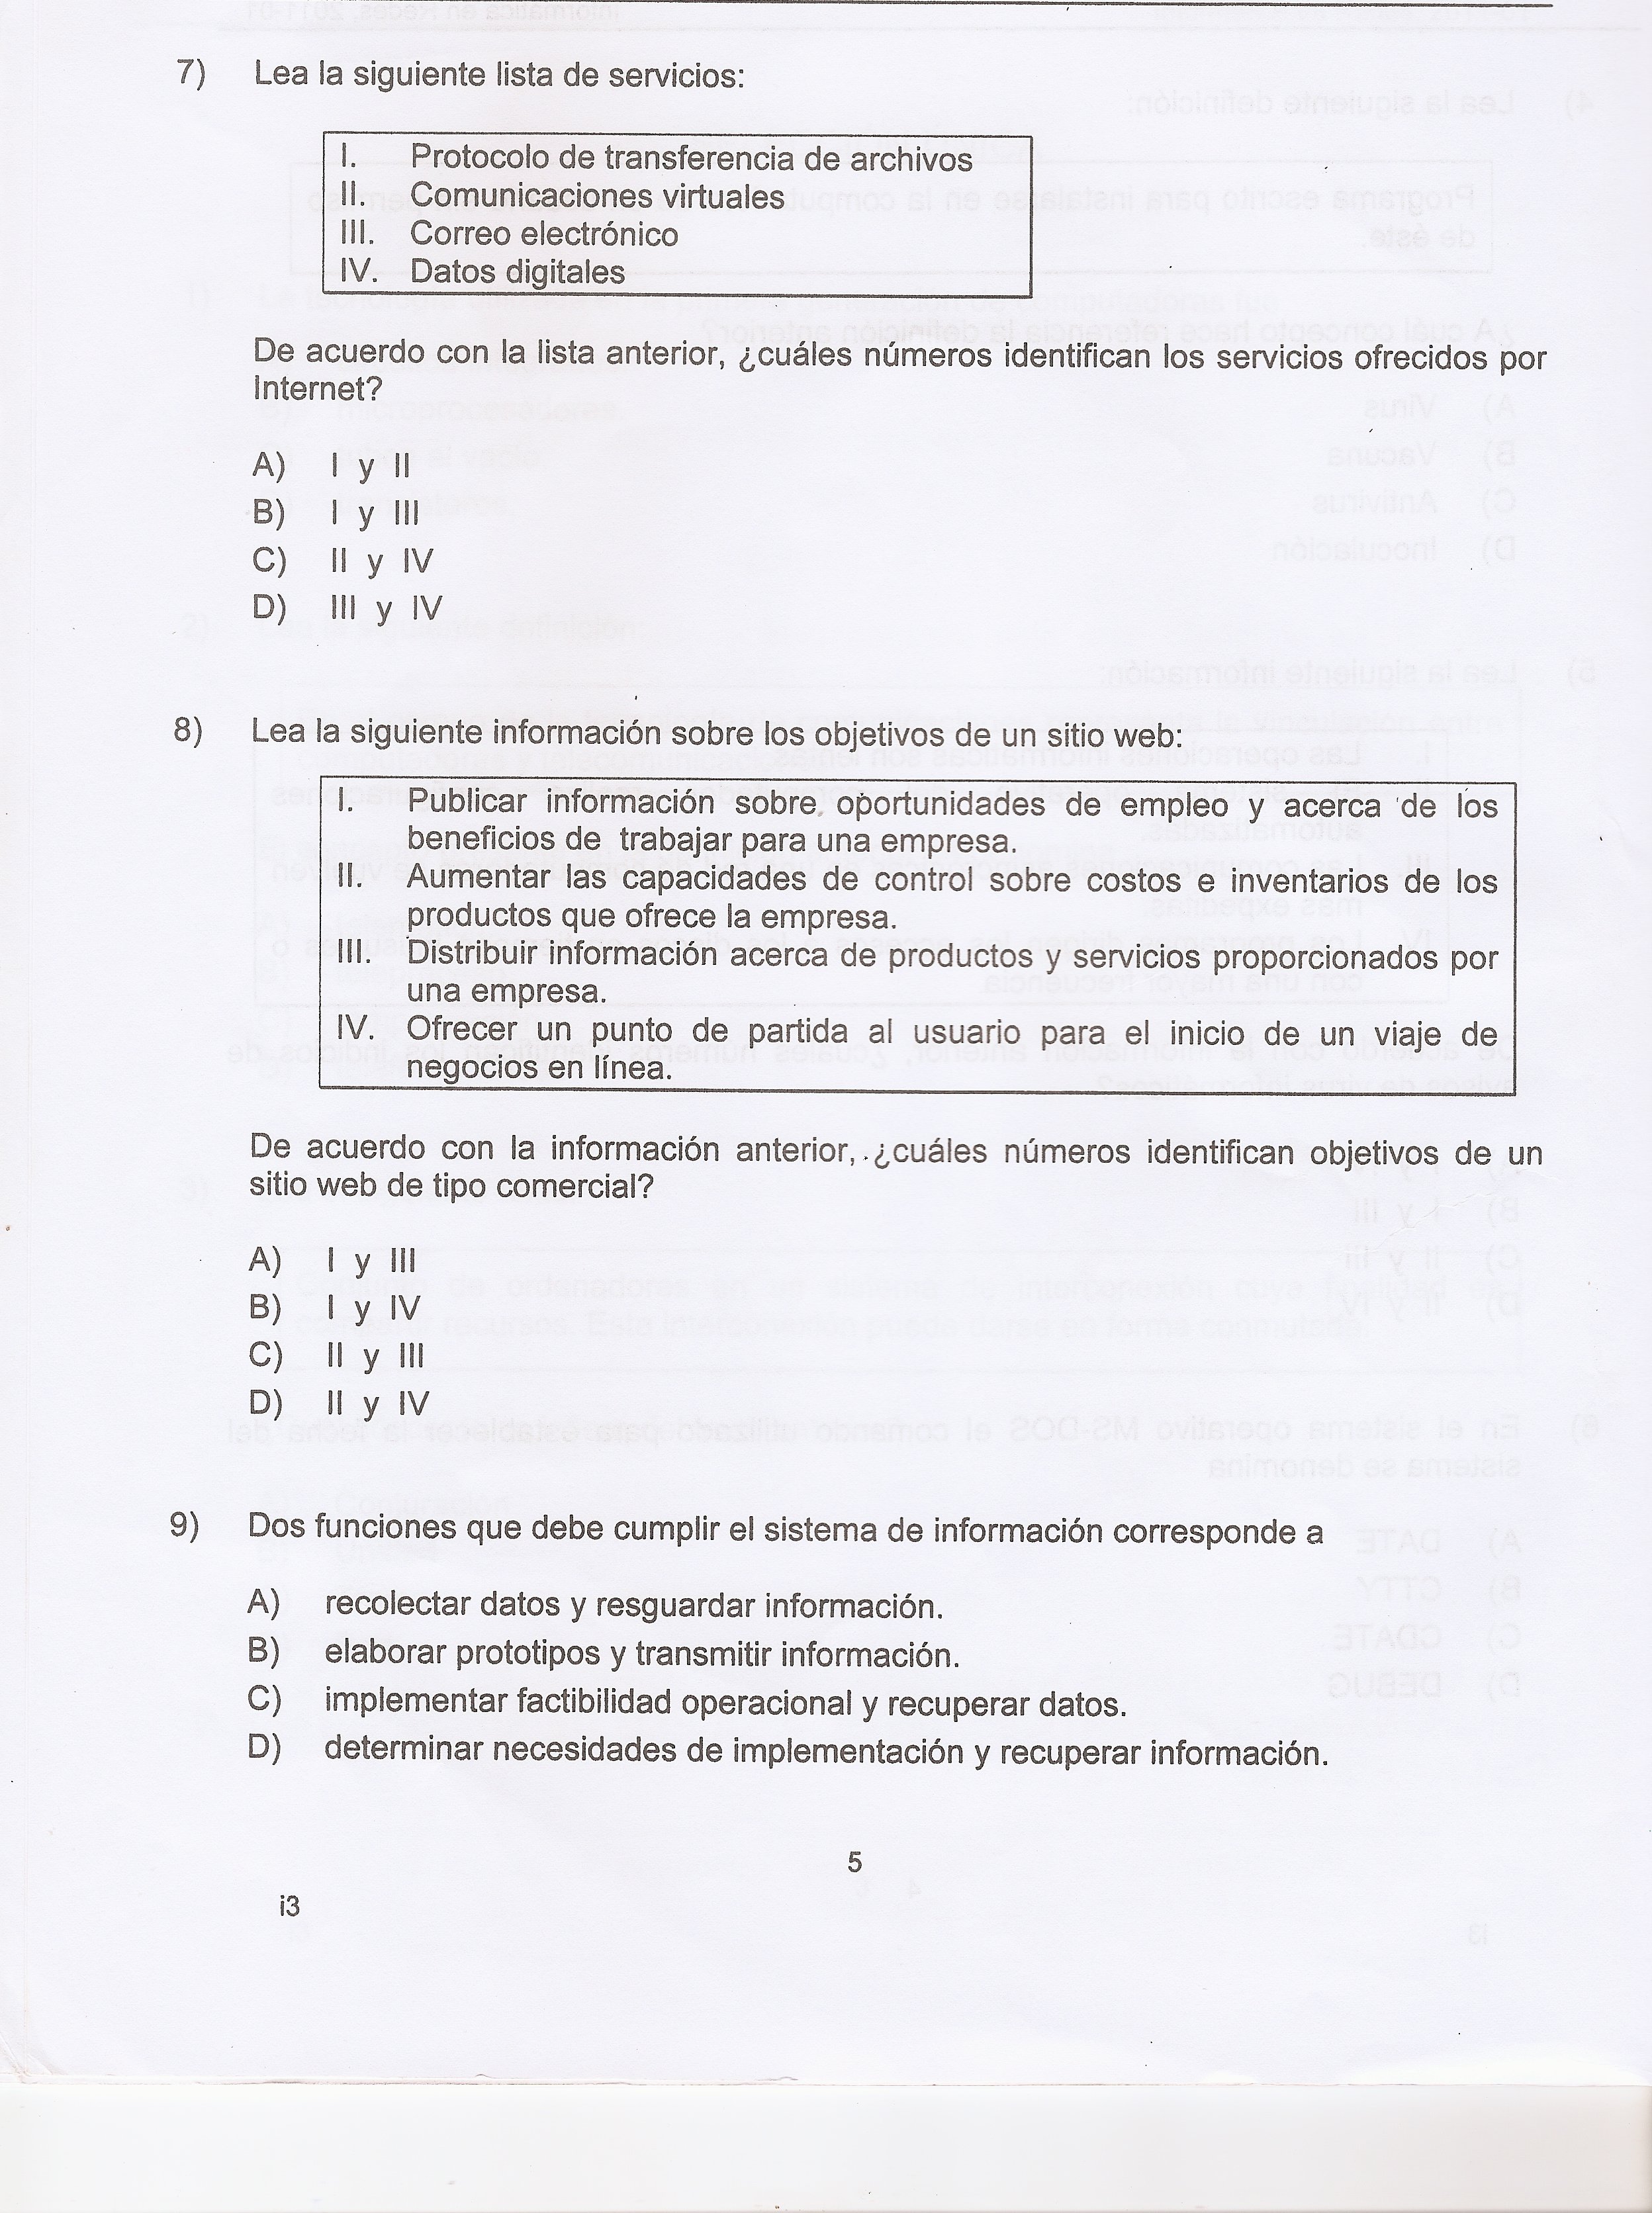 7) Lea la siguiente lista de servicios:
I. Protocolo de transferencia de archivos
II. Comunicaciones virtuales
III. Correo electrónico
IV. Datos digitales
De acuerdo con la lista anterior, ¿cuáles números identifican los servicios ofrecidos por
Internet?
A) I y II
B) I y III
C) II y IV
D) III y IV
8) Lea la siguiente información sobre los objetivos de un sitio web:
I. Publicar información sobre oportunidades de empleo y acerca de los
beneficios de trabajar para una empresa.
II. Aumentar las capacidades de control sobre costos e inventarios de los
productos que ofrece la empresa.
III. Distribuir información acerca de productos y servicios proporcionados por
una empresa.
IV. Ofrecer un punto de partida al usuario para el inicio de un viaje de
negocios en línea.
De acuerdo con la información anterior, ¿cuáles números identifican objetivos de un
sitio web de tipo comercial?
A) I y III
B) I y IV
C) II y III
D) II y IV
9) Dos funciones que debe cumplir el sistema de información corresponde a
A) recolectar datos y resguardar información.
B) elaborar prototipos y transmitir información.
C) implementar factibilidad operacional y recuperar datos.
D) determinar necesidades de implementación y recuperar información.
5
i3